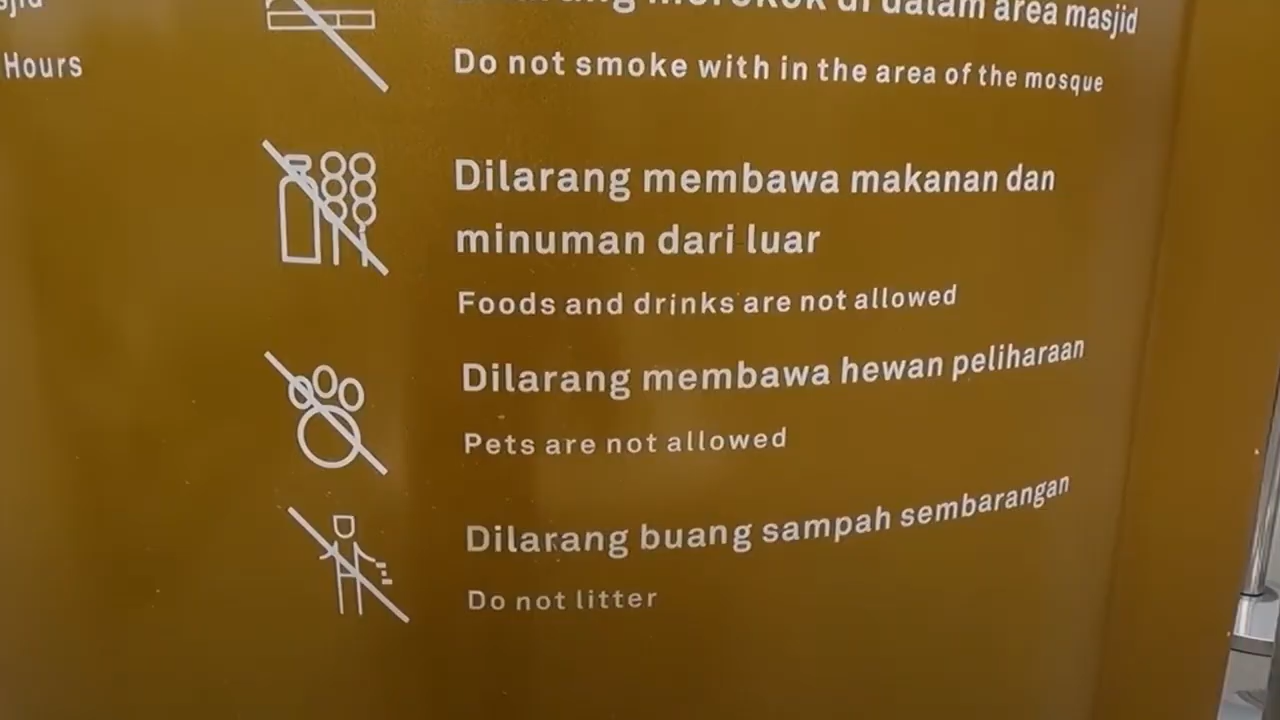 Hours
di dalam area masjid
Do not smoke with in the area of the mosque
Dilarang membawa makanan dan
minuman dari luar
Foods and drinks are not allowed
Dilarang membawa hewan peliharaan
Pets are not allowed
Dilarang buang sampah sembarangan
Do not litter